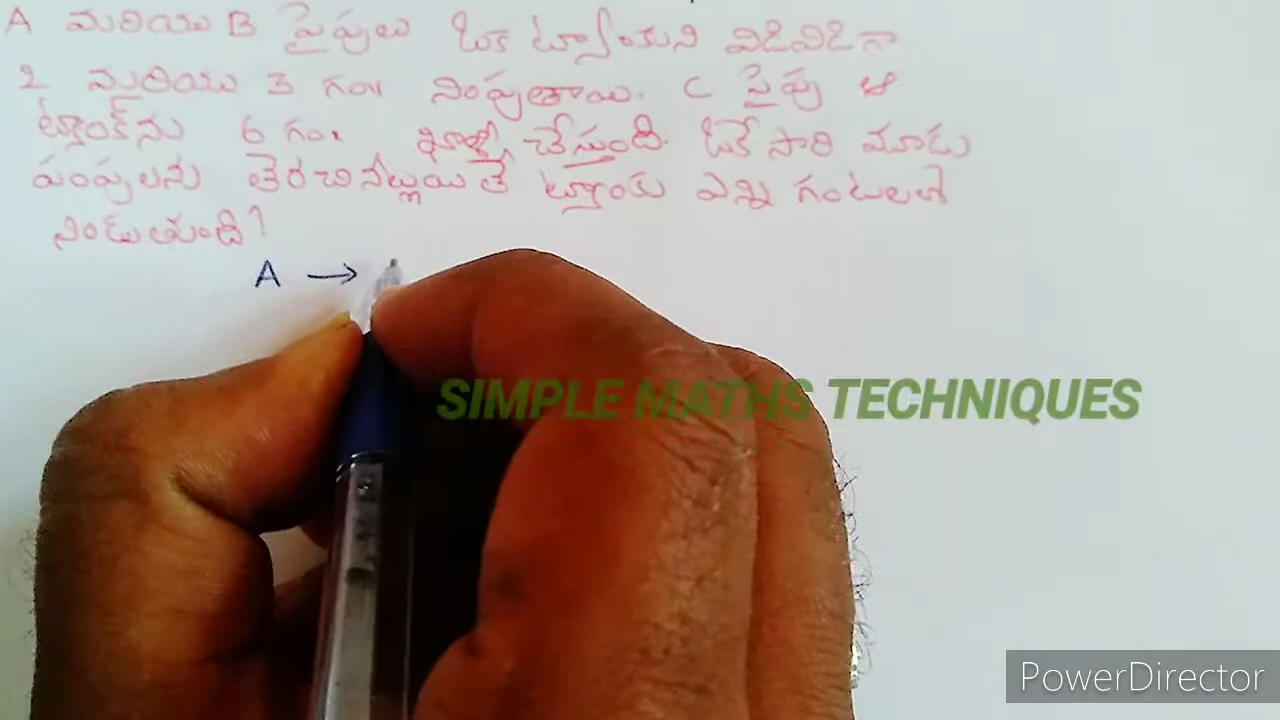 A మరియు B పైపులు ఒక ట్యాంకుని విడివిడిగా
2 మరియు 3 గం॥ నింపుతాయి. C పైపు ఆ
ట్యాంక్‌ను 6 గం॥ ఖాళీ చేస్తుంది. ఒకే సారి మూడు
పంపులను తెరచినట్లయితే ట్యాంకు ఎన్ని గంటలలో
నిండుతుంది?
A →
SIMPLE MATHS TECHNIQUES
PowerDirector